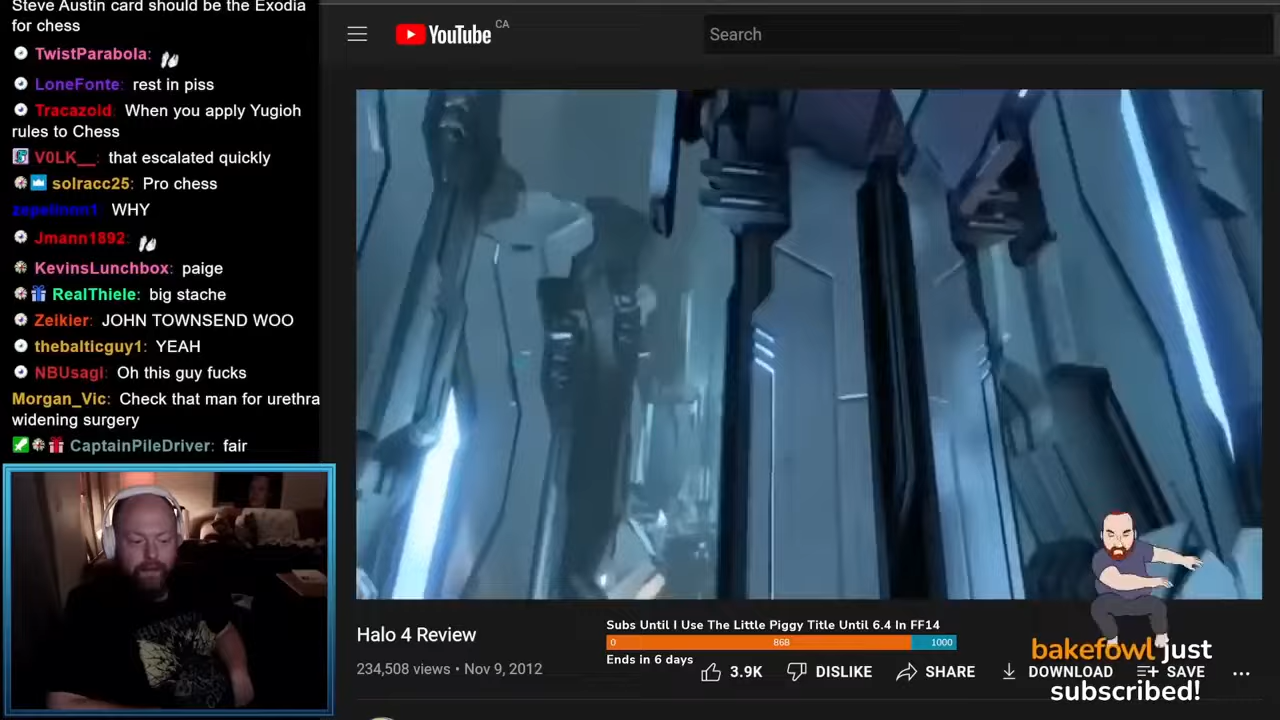 Steve Austin card should be the Exodia
for chess
TwistParabola:
LoneFonte: rest in piss
Tracazold: When you apply Yugioh
rules to Chess
V0LK__: that escalated quickly
solracc25: Pro chess
zepelinon1: WHY
Jmann1892:
KevinsLunchbox: paige
RealThiele: big stache
Zeikier: JOHN TOWNSEND WOO
thebalticguy1: YEAH
NBUsagi: Oh this guy fucks
Morgan_Vic: Check that man for urethra
widening surgery
CaptainPileDriver: fair
YouTube CA
Search
Halo 4 Review
234,508 views • Nov 9, 2012
Subs Until I Use The Little Piggy Title Until 6.4 In FF14
0 868 1000
Ends in 6 days
3.9K DISLIKE SHARE DOWNLOAD SAVE
bakefowl just
subscribed!